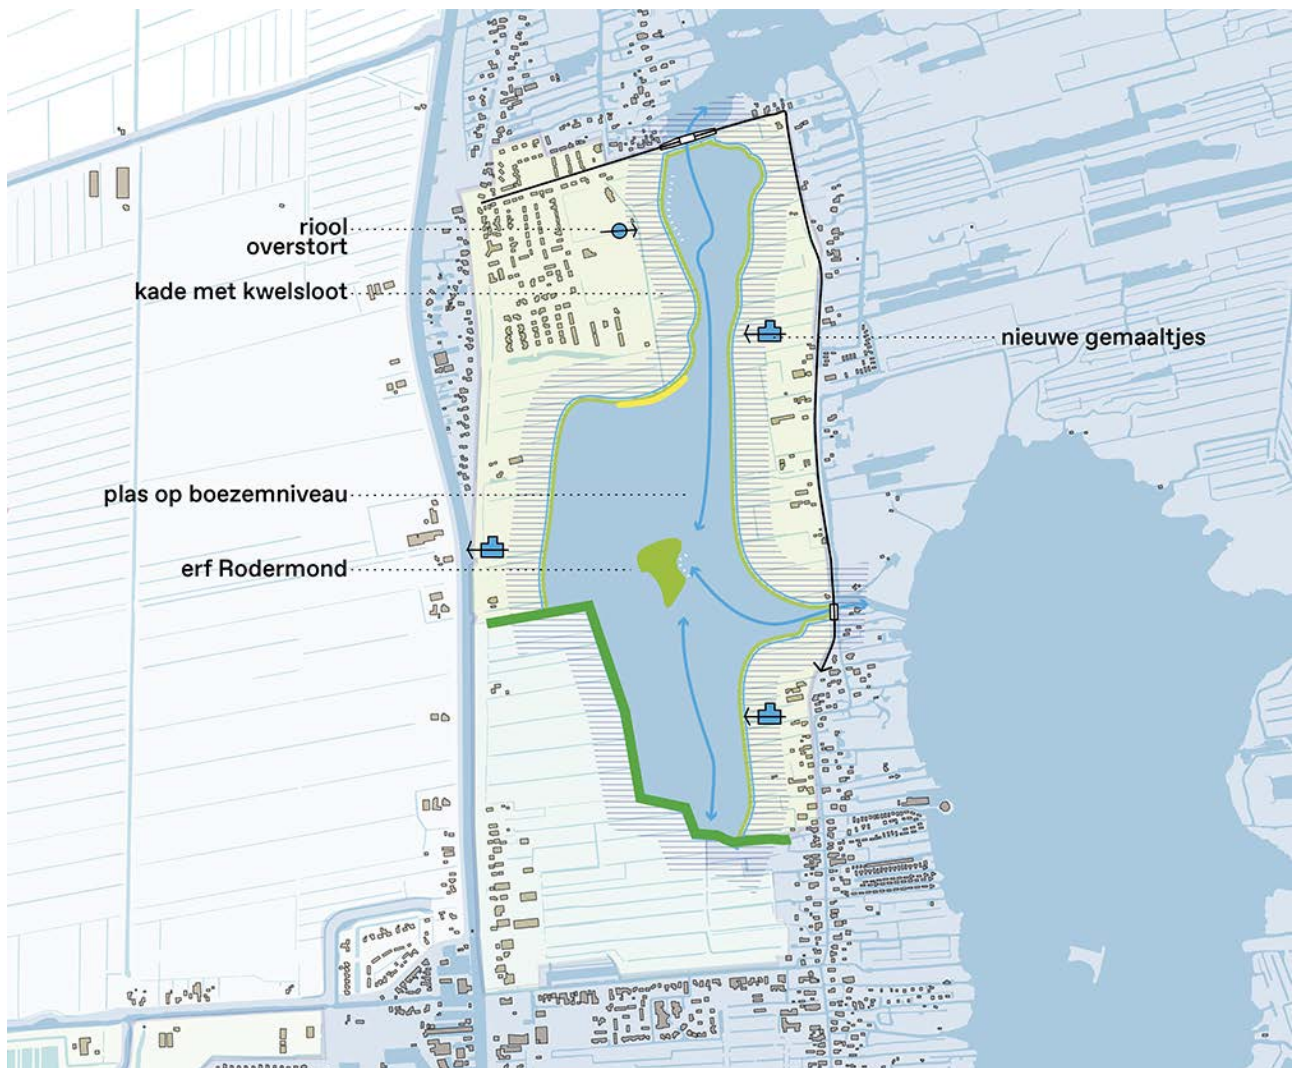 riool
overstort
kade met kwelsloot
nieuwe gemaaltjes
plas op boezemniveau
erf Rodermond